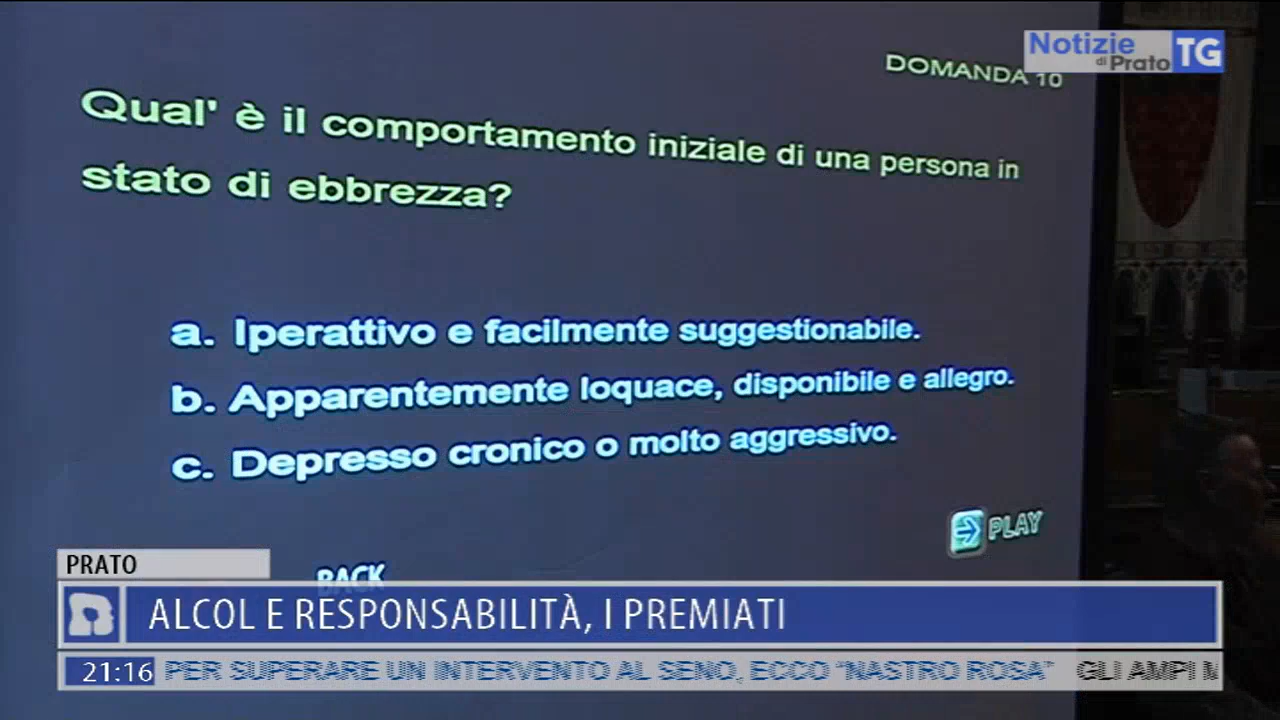 Notizie
di Prato
TG
DOMANDA 10
Qual' è il comportamento iniziale di una persona in
stato di ebbrezza?
a. Iperattivo e facilmente suggestionabile.
b. Apparentemente loquace, disponibile e allegro.
c. Depresso cronico o molto aggressivo.
PLAY
BACK
PRATO
ALCOL E RESPONSABILITÀ, I PREMIATI
21:16 PER SUPERARE UN INTERVENTO AL SENO, ECCO "NASTRO ROSA" GLI AMPI